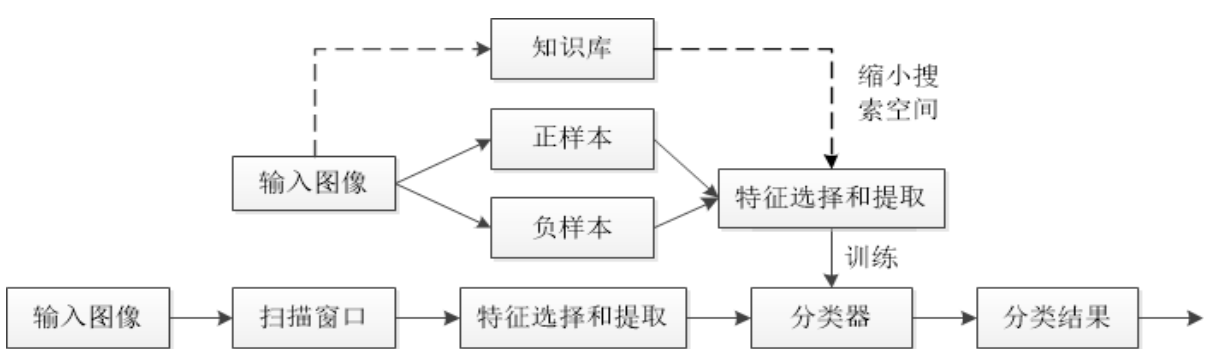 知识库
缩小搜
索空间
正样本
输入图像
特征选择和提取
负样本
训练
输入图像
扫描窗口
特征选择和提取
分类器
分类结果